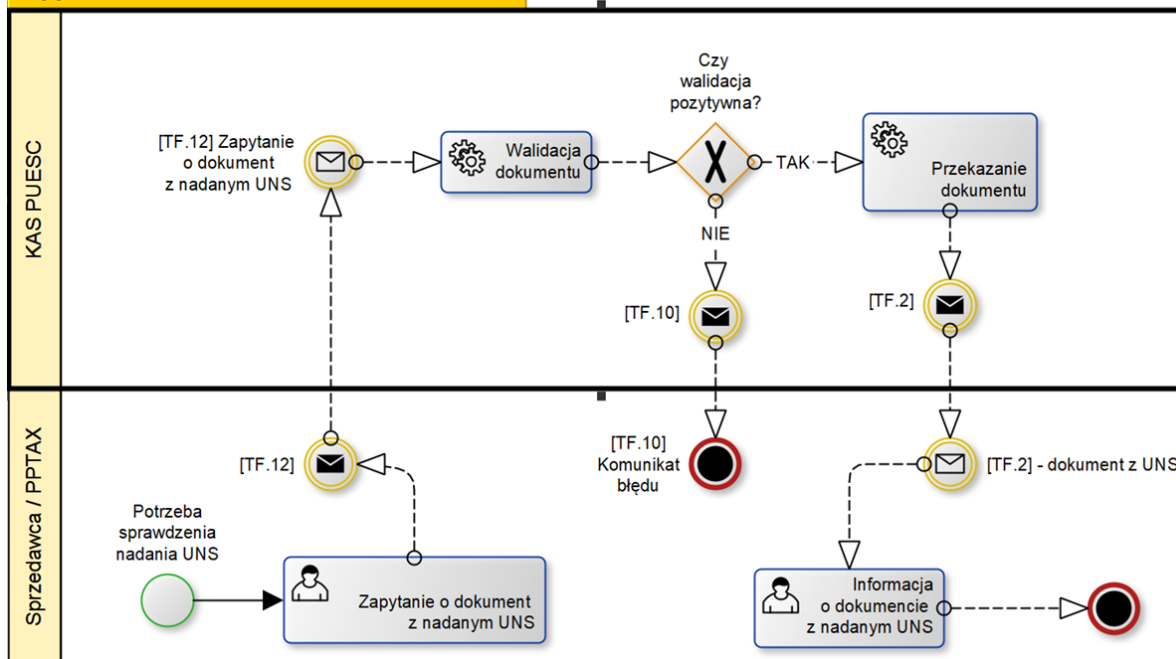 KAS PUESC
[TF.12] Zapytanie
o dokument
z nadanym UNS
Walidacja
dokumentu
Czy
walidacja
pozytywna?
TAK
Przekazanie
dokumentu
NIE
[TF.10]
[TF.2]
Sprzedawca / PPTAX
[TF.12]
[TF.10]
Komunikat
błędu
[TF.2] - dokument z UNS
Potrzeba
sprawdzenia
nadania UNS
Zapytanie o dokument
z nadanym UNS
Informacja
o dokumencie
z nadanym UNS